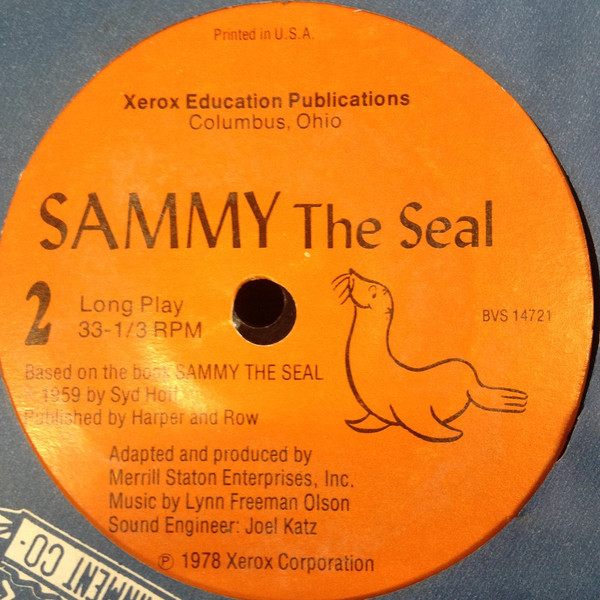 Printed in U.S.A.
Xerox Education Publications
Columbus, Ohio
SAMMY The Seal
2
Long Play
33-1/3 RPM
BVS 14721
Based on the book SAMMY THE SEAL
1959 by Syd Hoff
Published by Harper and Row
Adapted and produced by
Merrill Staton Enterprises, Inc.
Music by Lynn Freeman Olson
Sound Engineer: Joel Katz
℗ 1978 Xerox Corporation